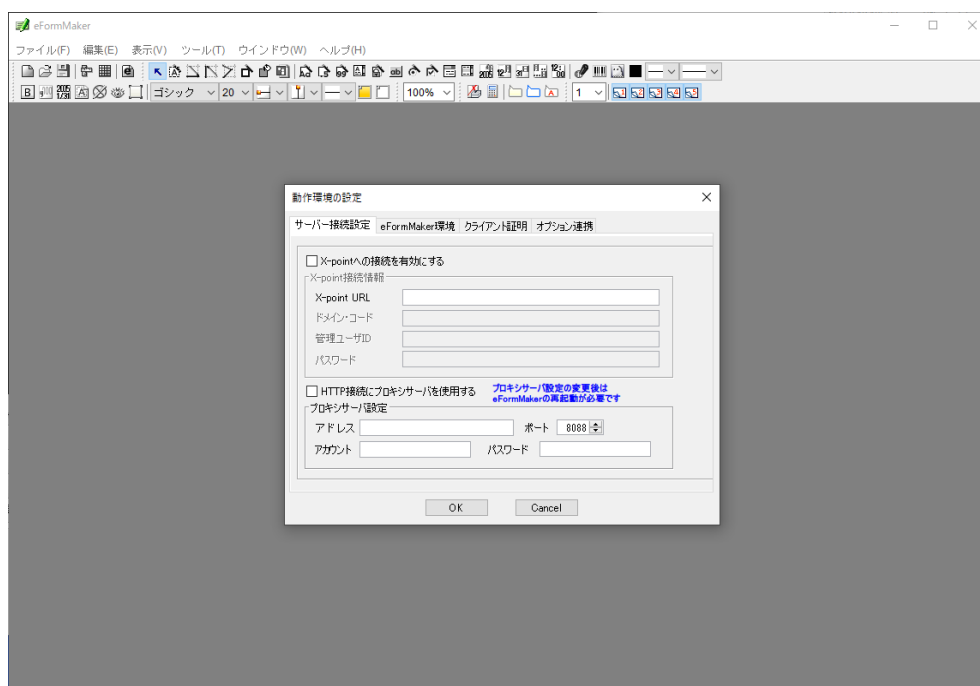 eFormMaker
ファイル(F) 編集(E) 表示(V) ツール(T) ウインドウ(W) ヘルプ(H)
ゴシック 20 100% 1
動作環境の設定
サーバー接続設定 eFormMaker環境 クライアント証明 オプション連携
X-pointへの接続を有効にする
X-point接続情報
X-point URL
ドメイン・コード
管理ユーザID
パスワード
HTTP接続にプロキシサーバを使用する
プロキシサーバ設定の変更後は
eFormMakerの再起動が必要です
プロキシサーバ設定
アドレス ポート 8088
アカウント パスワード
OK Cancel